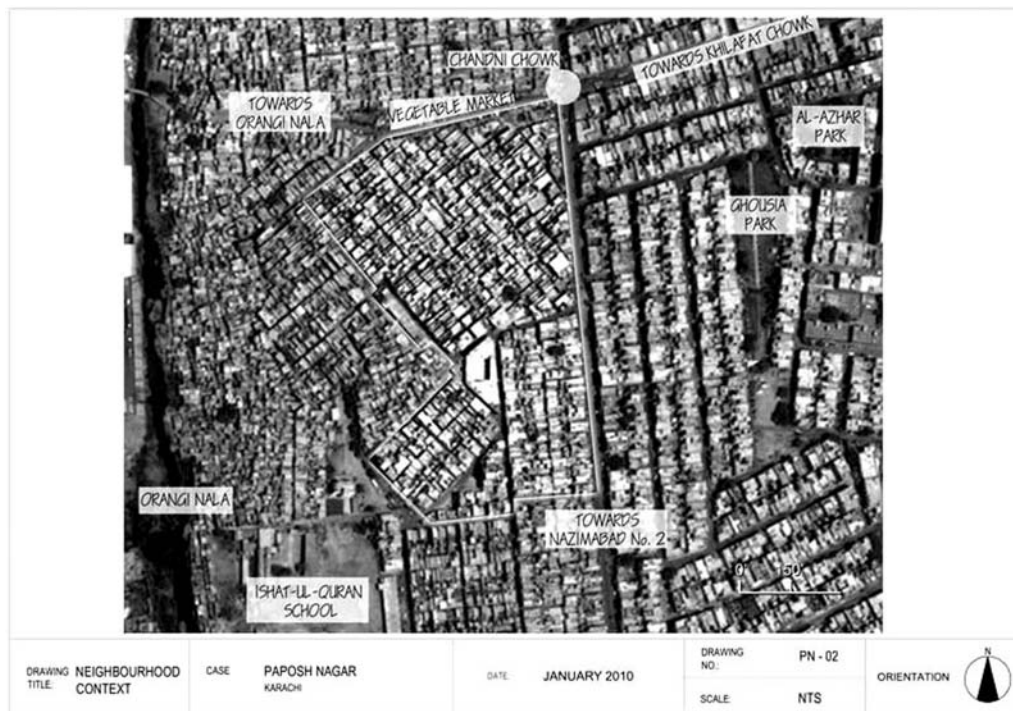 CHANDNI CHOWK
TOWARDS KHILAFAT CHOWK
VEGETABLE MARKET
TOWARDS
ORANGI NALA
AL-AZHAR
PARK
GHOUSIA
PARK
ORANGI NALA
TOWARDS
NAZIMABAD No. 2
ISHAT-UL-QURAN
SCHOOL
0' 150'
DRAWING TITLE: NEIGHBOURHOOD CONTEXT
CASE PAPOSH NAGAR
KARACHI
DATE: JANUARY 2010
DRAWING NO.: PN - 02
SCALE: NTS
ORIENTATION
N